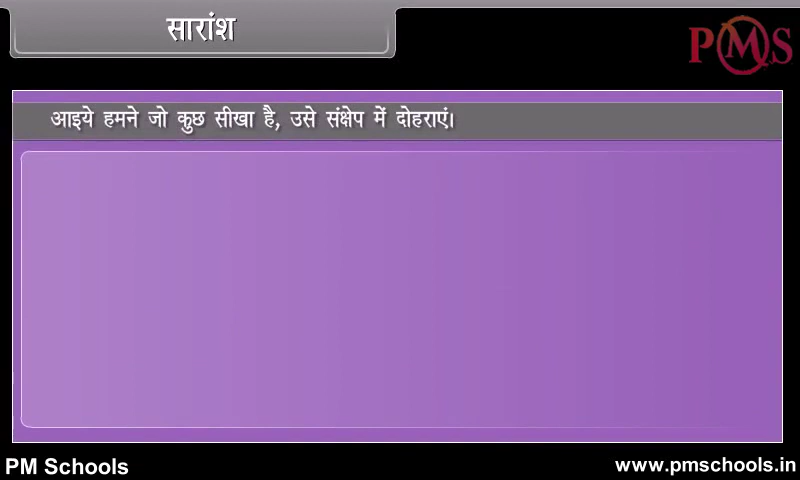 सारांश
PMS
आइये हमने जो कुछ सीखा है, उसे संक्षेप में दोहराएं।
PM Schools
www.pmschools.in